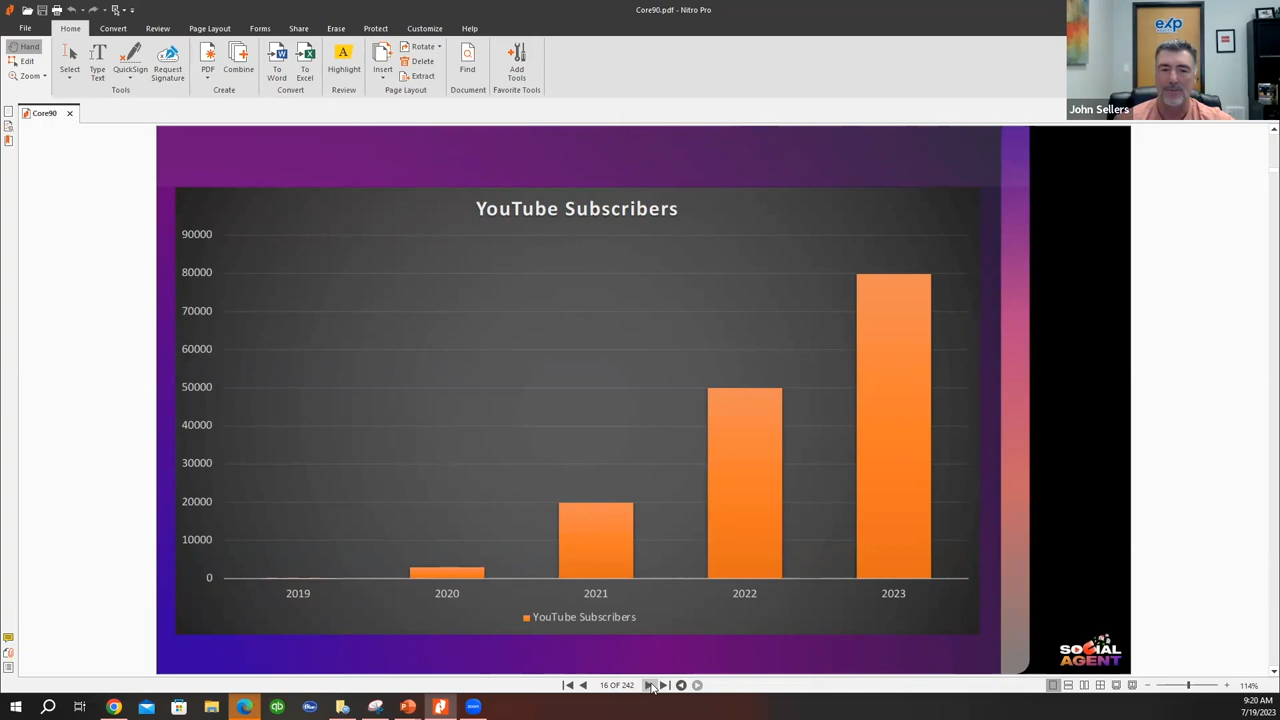 Core90.pdf - Nitro Pro
File Home Convert Review Page Layout Forms Share Erase Protect Customize Help
Hand
Edit
Zoom
Select
Type Text
QuickSign
Request Signature
Tools
PDF
Combine
Create
To Word
To Excel
Convert
Highlight
Review
Insert
Rotate
Delete
Extract
Page Layout
Find
Document
Add Tools
Favorite Tools
exp
John Sellers
Core90
YouTube Subscribers
90000
80000
70000
60000
50000
40000
30000
20000
10000
0
2019 2020 2021 2022 2023
YouTube Subscribers
SOCIAL
AGENT
16 OF 242
114%
9:20 AM
7/19/2023